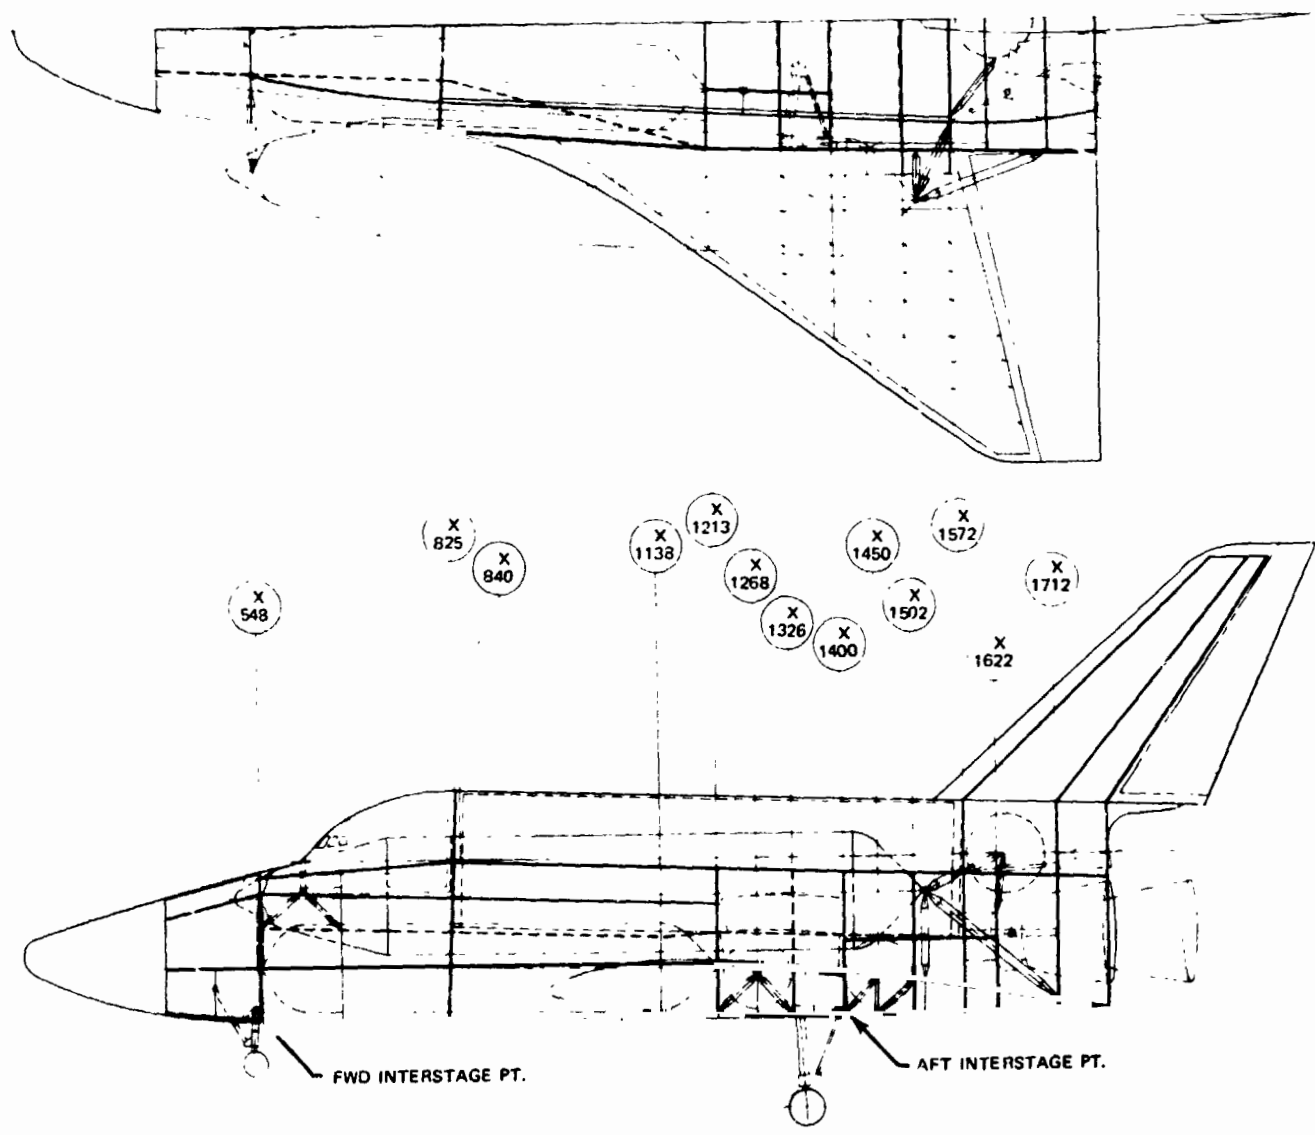 X
1213
X
1572
X
825
X
1138
X
1450
X
840
X
1268
X
1712
X
548
X
1502
X
1326
X
1400
X
1622
FWD INTERSTAGE PT.
AFT INTERSTAGE PT.